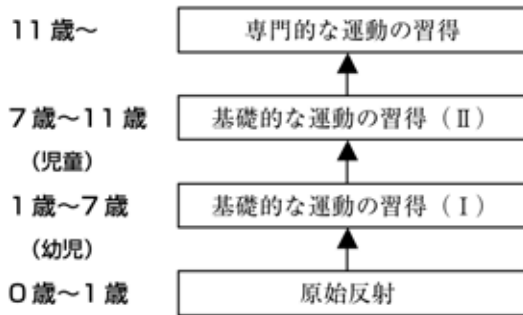 11歳～ 専門的な運動の習得
7歳～11歳 基礎的な運動の習得（Ⅱ）
（児童）
1歳～7歳 基礎的な運動の習得（Ⅰ）
（幼児）
0歳～1歳 原始反射